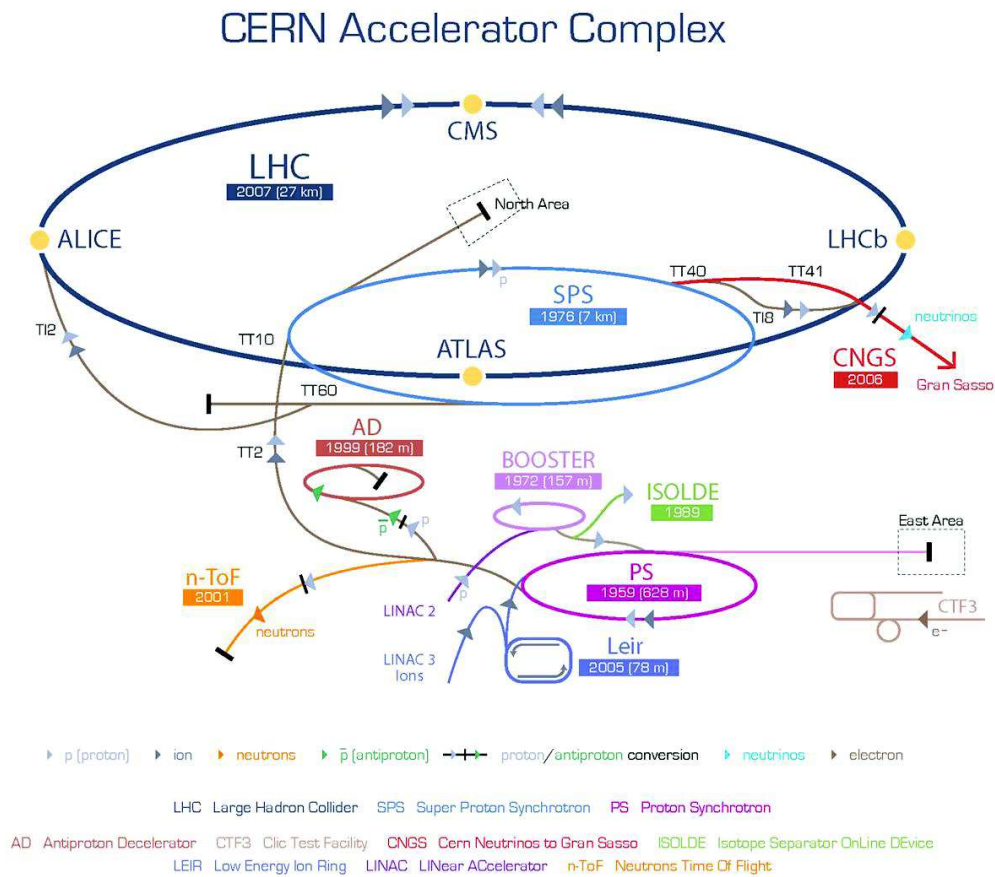 CERN Accelerator Complex
CMS
LHC
2007 (27 km)
North Area
ALICE
LHCb
TT40
TT41
SPS
1976 (7 km)
p
TI8
TI2
TT10
ATLAS
neutrinos
CNGS
2006
Gran Sasso
TT60
AD
1999 (182 m)
TT2
BOOSTER
1972 (157 m)
ISOLDE
1989
p̅
p
East Area
n-ToF
2001
PS
1959 (628 m)
LINAC 2
p
neutrons
CTF3
e-
LINAC 3
Ions
Leir
2005 (78 m)
p (proton) ion neutrons p̅ (antiproton) proton/antiproton conversion neutrinos electron
LHC Large Hadron Collider SPS Super Proton Synchrotron PS Proton Synchrotron
AD Antiproton Decelerator CTF3 Clic Test Facility CNGS Cern Neutrinos to Gran Sasso ISOLDE Isotope Separator OnLine DEvice
LEIR Low Energy Ion Ring LINAC LINear ACcelerator n-ToF Neutrons Time Of Flight